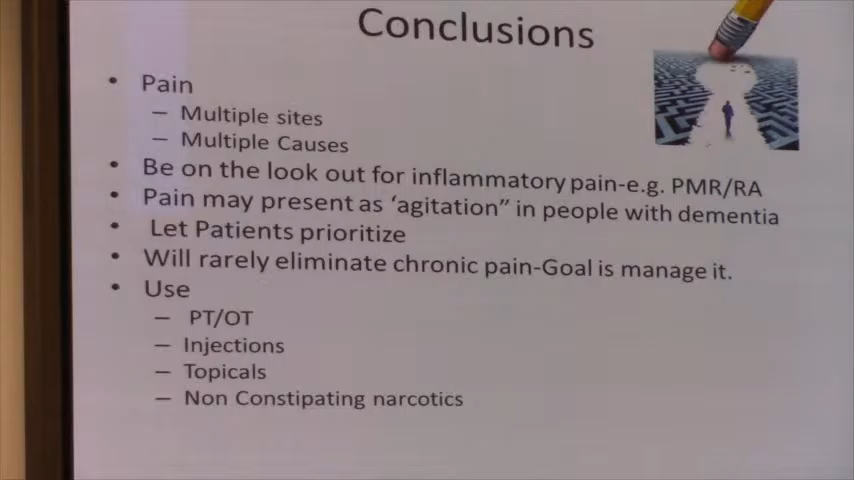 Conclusions
• Pain
– Multiple sites
– Multiple Causes
• Be on the look out for inflammatory pain-e.g. PMR/RA
• Pain may present as ‘agitation” in people with dementia
• Let Patients prioritize
• Will rarely eliminate chronic pain-Goal is manage it.
• Use
– PT/OT
– Injections
– Topicals
– Non Constipating narcotics